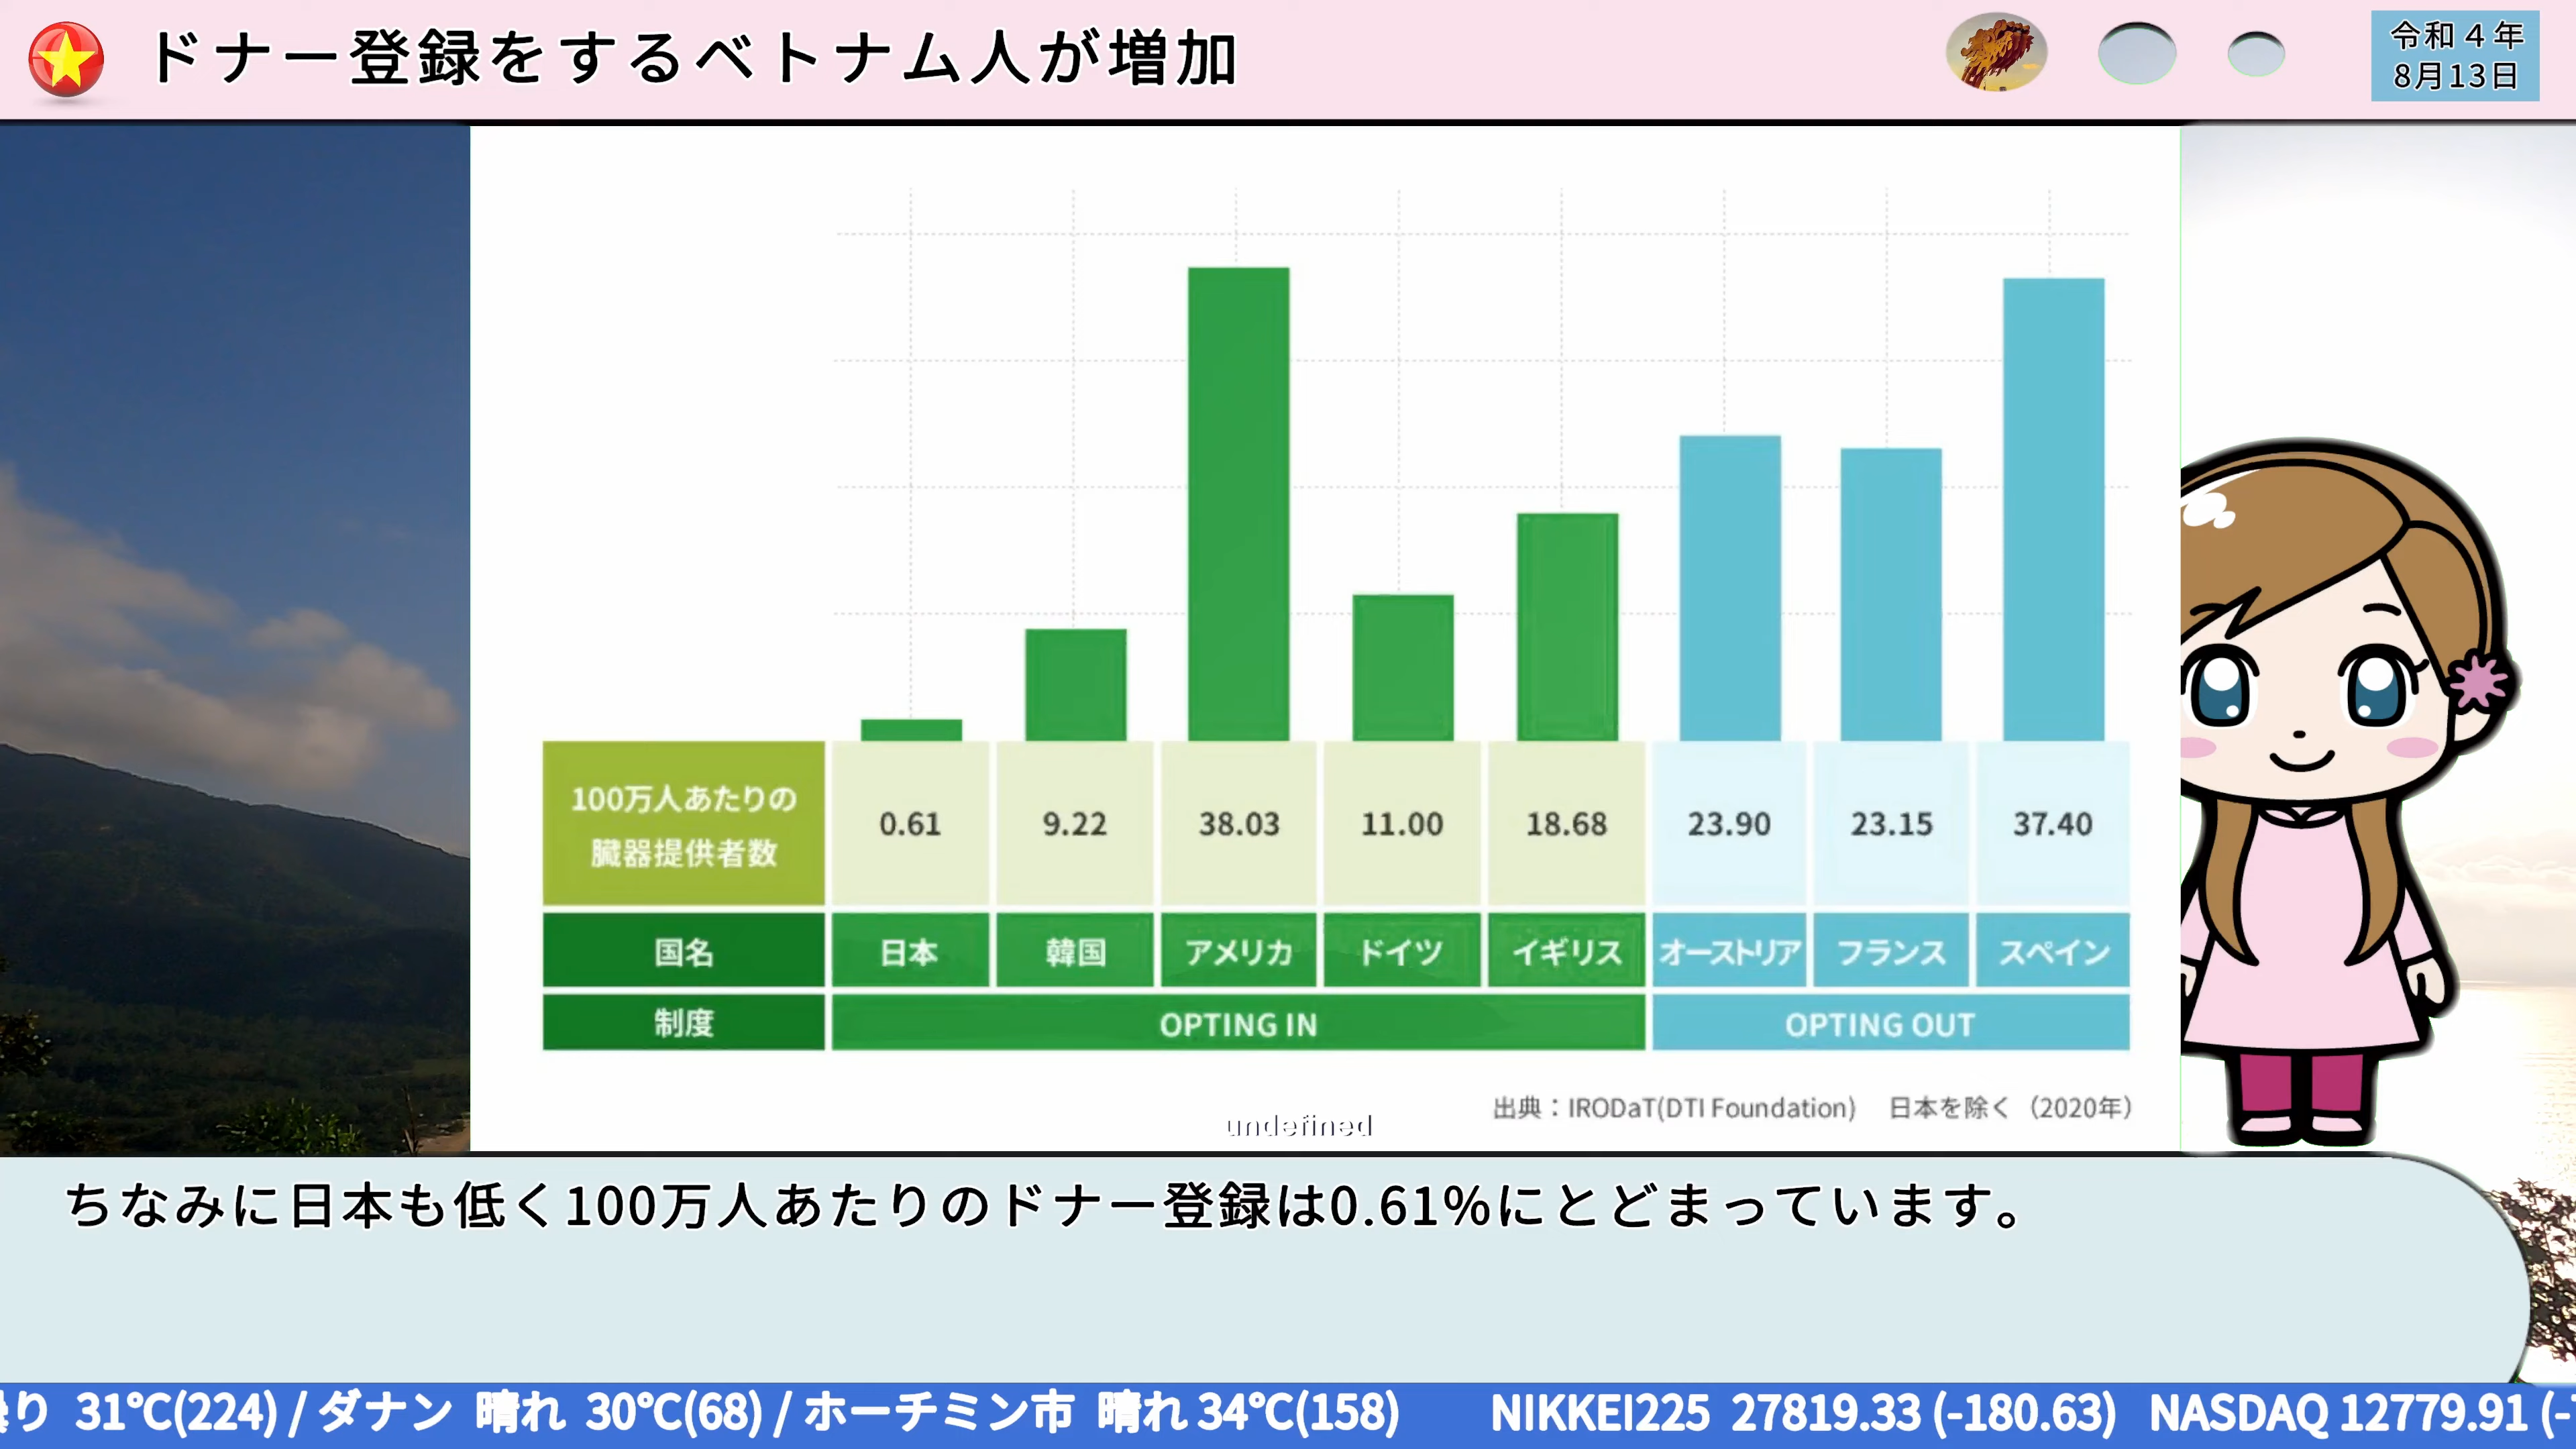 ドナー登録をするベトナム人が増加
令和４年
8月13日
100万人あたりの
臓器提供者数
0.61 9.22 38.03 11.00 18.68 23.90 23.15 37.40
国名 日本 韓国 アメリカ ドイツ イギリス オーストリア フランス スペイン
制度 OPTING IN OPTING OUT
出典：IRODaT(DTI Foundation) 日本を除く（2020年）
undefined
ちなみに日本も低く100万人あたりのドナー登録は0.61%にとどまっています。
り 31℃(224) / ダナン 晴れ 30℃(68) / ホーチミン市 晴れ 34℃(158) NIKKEI225 27819.33 (-180.63) NASDAQ 12779.91 (-